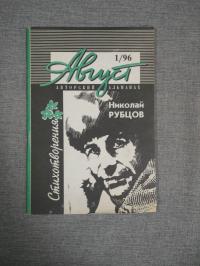 1/96
Август
АВТОРСКИЙ АЛЬМАНАХ
Николай
РУБЦОВ
Стихотворения